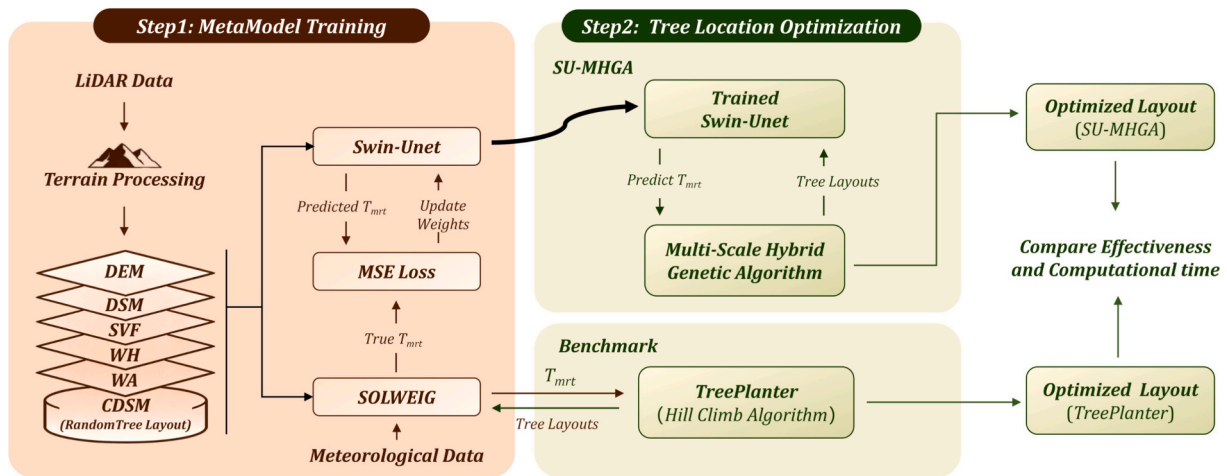 Step1: MetaModel Training
LiDAR Data
Terrain Processing
DEM
DSM
SVF
WH
WA
CDSM
(RandomTree Layout)
Swin-Unet
Predicted Tmrt
Update
Weights
MSE Loss
True Tmrt
SOLWEIG
Meteorological Data
Step2: Tree Location Optimization
SU-MHGA
Trained
Swin-Unet
Predict Tmrt
Tree Layouts
Multi-Scale Hybrid
Genetic Algorithm
Benchmark
Tmrt
Tree Layouts
TreePlanter
(Hill Climb Algorithm)
Optimized Layout
(SU-MHGA)
Compare Effectiveness
and Computational time
Optimized Layout
(TreePlanter)